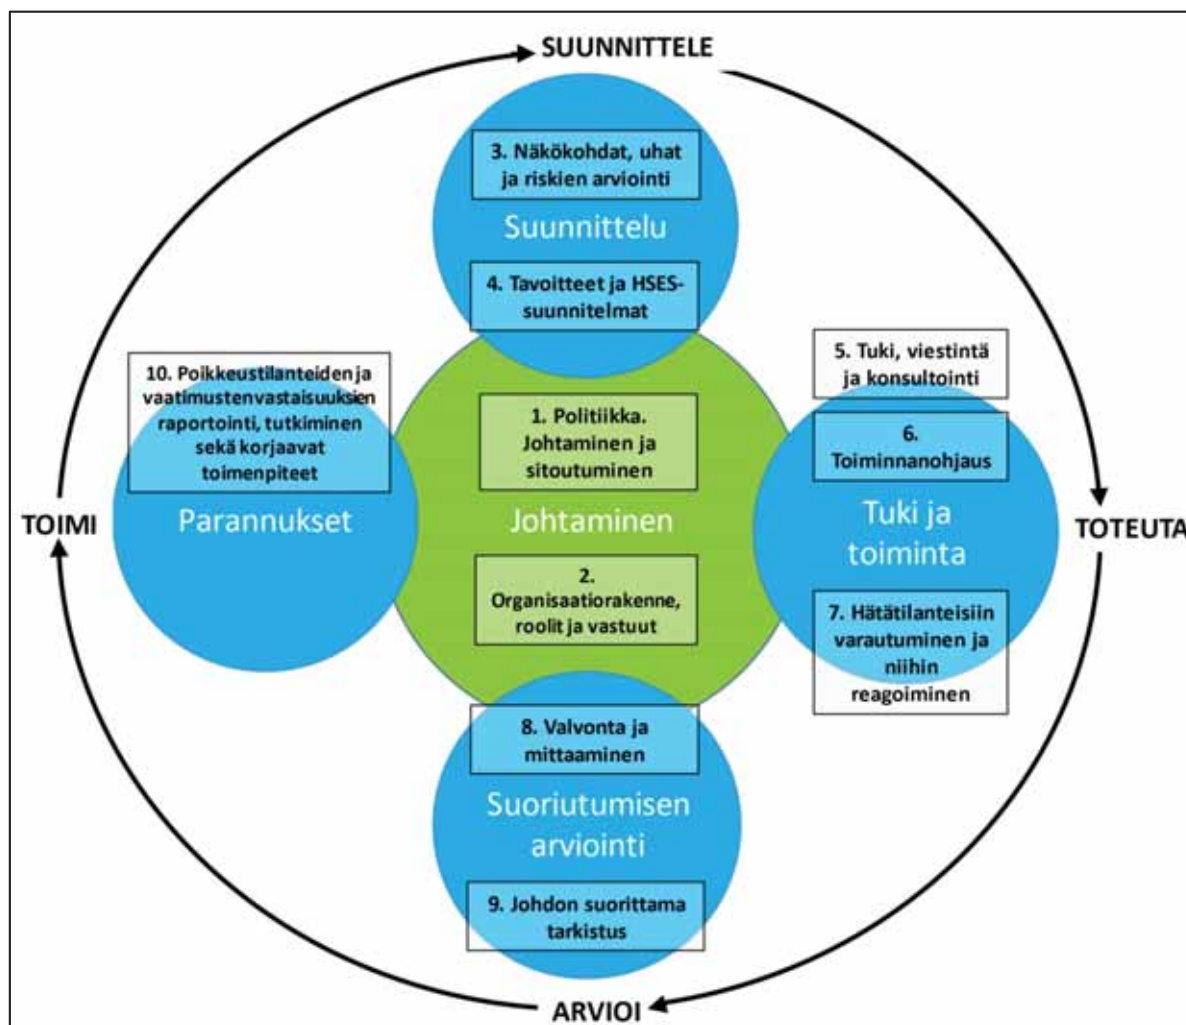 SUUNNITTELE
3. Näkökohdat, uhat
ja riskien arviointi
Suunnittelu
4. Tavoitteet ja HSES-
suunnitelmat
5. Tuki, viestintä
ja konsultointi
6.
Toiminnanohjaus
Tuki ja
toiminta
7. Hätätilanteisiin
varautuminen ja
niihin
reagoiminen
TOTEUTA
1. Politiikka.
Johtaminen ja
sitoutuminen
Johtaminen
2.
Organisaatiorakenne,
roolit ja vastuut
8. Valvonta ja
mittaaminen
Suoriutumisen
arviointi
9. Johdon suorittama
tarkistus
ARVIOI
10. Poikkeustilanteiden ja
vaatimustenvastaisuuksien
raportointi, tutkiminen
sekä korjaavat
toimenpiteet
Parannukset
TOIMI